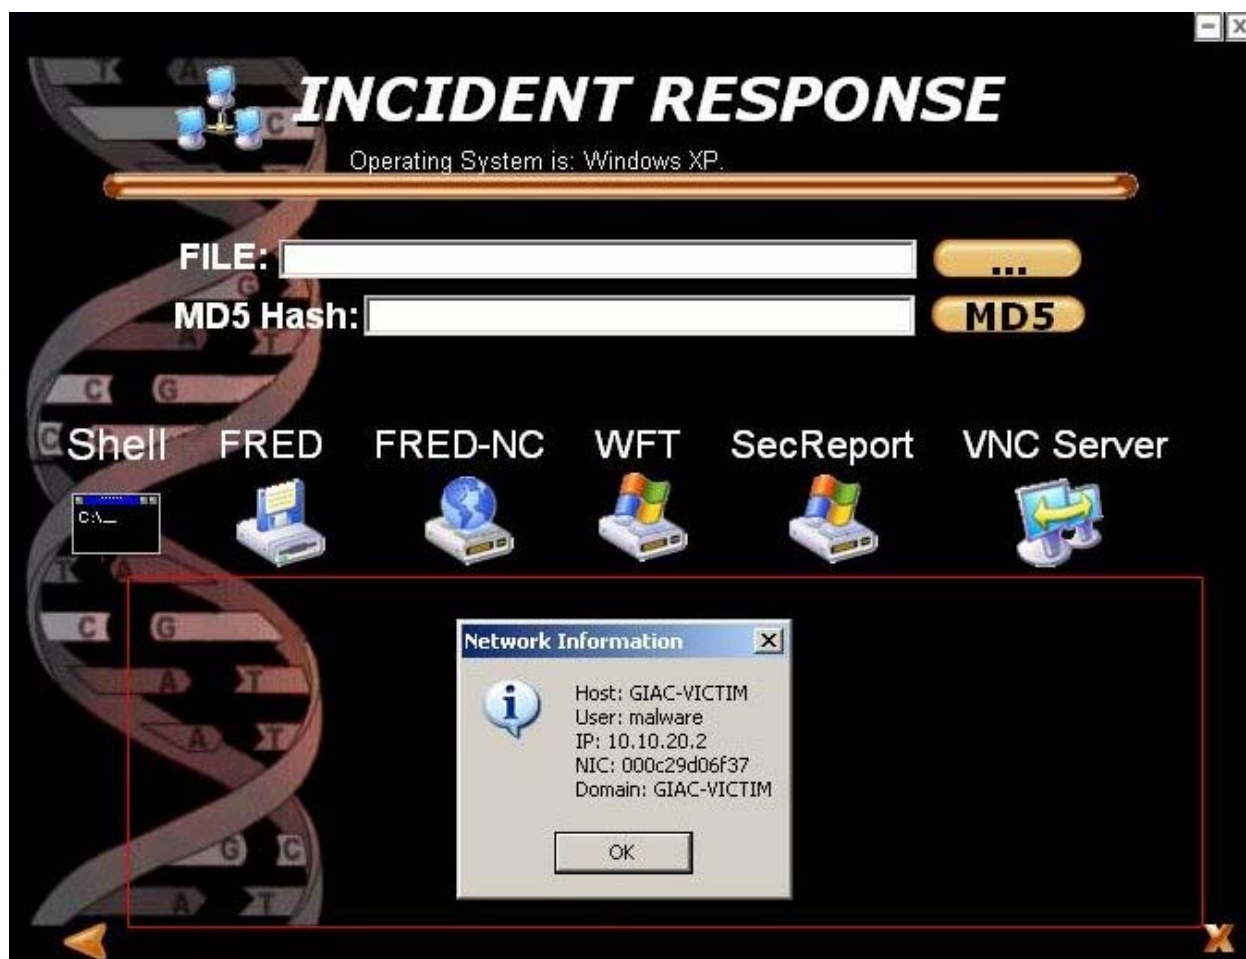 INCIDENT RESPONSE
Operating System is: Windows XP.
FILE:
...
MD5 Hash:
MD5
Shell FRED FRED-NC WFT SecReport VNC Server
C:\_
Network Information
Host: GIAC-VICTIM
User: malware
IP: 10.10.20.2
NIC: 000c29d06f37
Domain: GIAC-VICTIM
OK
T A
C
G
A T
C G
C
T A
C G
A T
A T
G C
A T